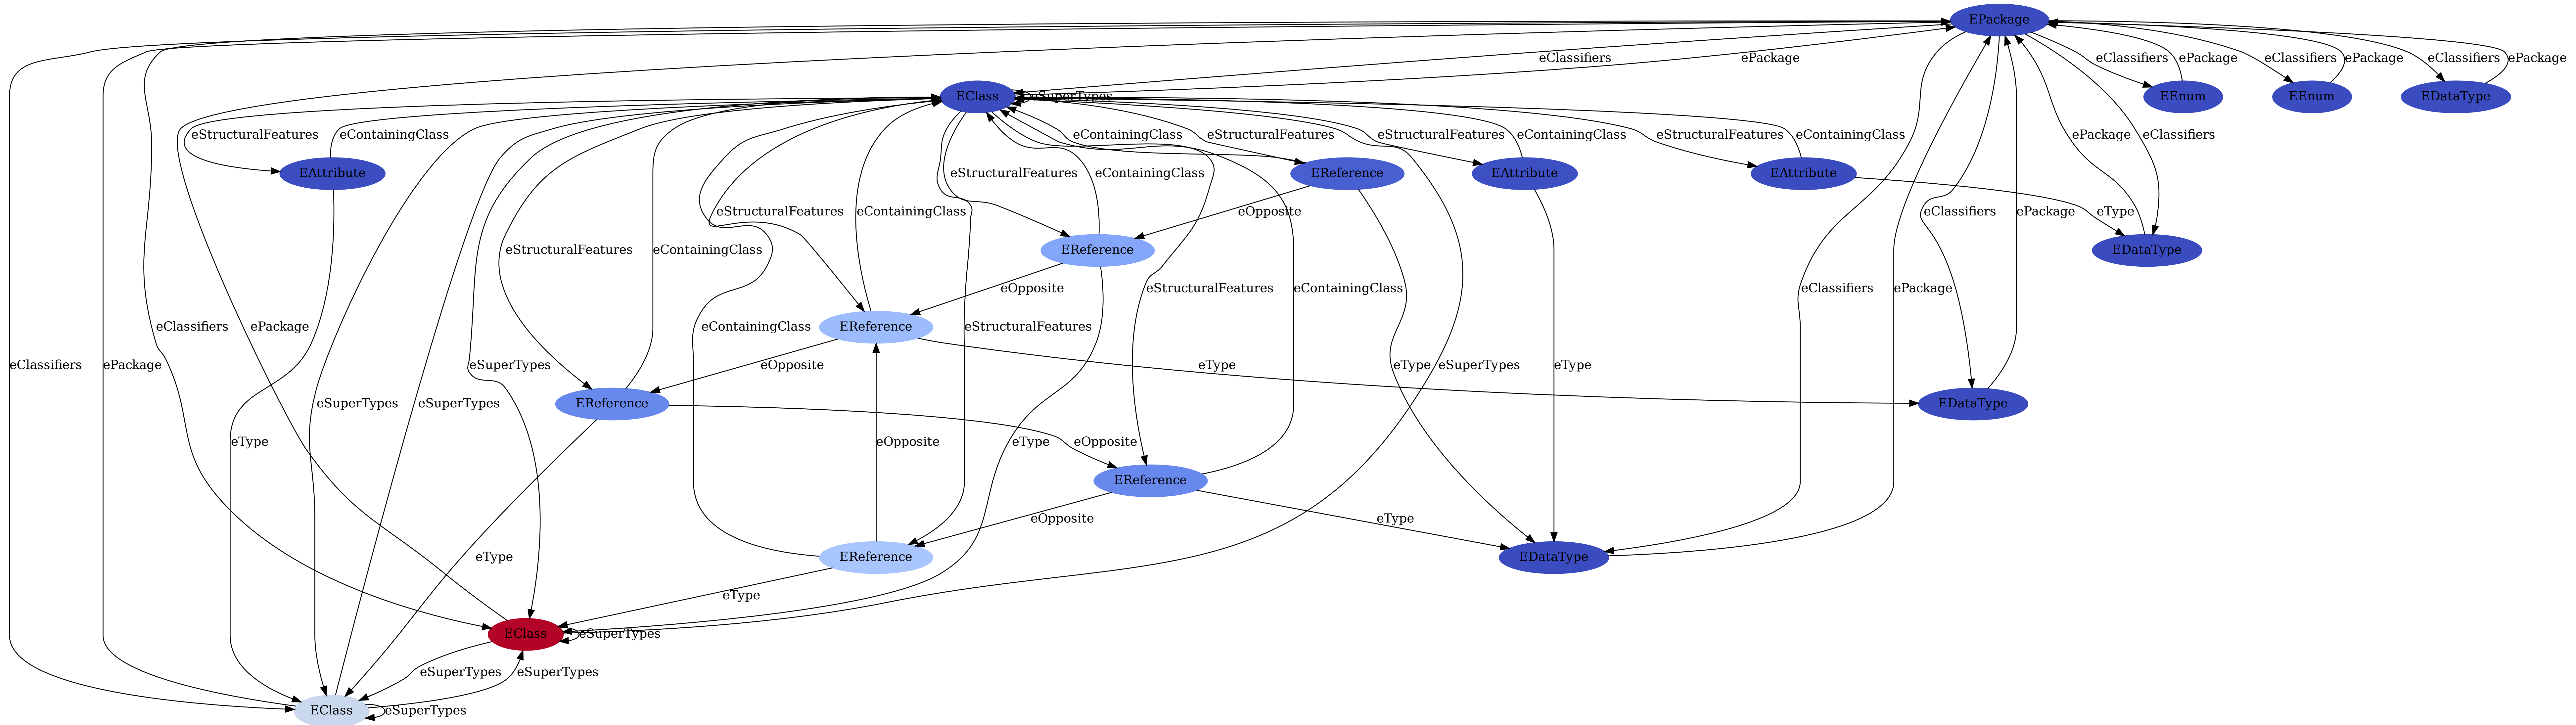 EPackage
eClassifiers
eClassifiers
ePackage
eClassifiers
ePackage
eClassifiers
ePackage
ePackage
EClass
eSuperTypes
EEnum
EEnum
EDataType
eStructuralFeatures
eContainingClass
eContainingClass
eStructuralFeatures
eStructuralFeatures
eContainingClass
eStructuralFeatures
eContainingClass
ePackage
eClassifiers
EAttribute
eStructuralFeatures
eContainingClass
EReference
EAttribute
EAttribute
eStructuralFeatures
eContainingClass
eOpposite
eClassifiers
ePackage
eType
eStructuralFeatures
eContainingClass
EReference
EDataType
eOpposite
eStructuralFeatures
eContainingClass
eClassifiers
ePackage
eClassifiers
ePackage
eContainingClass
EReference
eStructuralFeatures
eClassifiers
ePackage
eSuperTypes
eOpposite
eType
eType
eSuperTypes
eType
eSuperTypes
eSuperTypes
EReference
EDataType
eType
eOpposite
eType
eOpposite
EReference
eOpposite
eType
eType
EReference
EDataType
eType
EClass
eSuperTypes
eSuperTypes
eSuperTypes
EClass
eSuperTypes